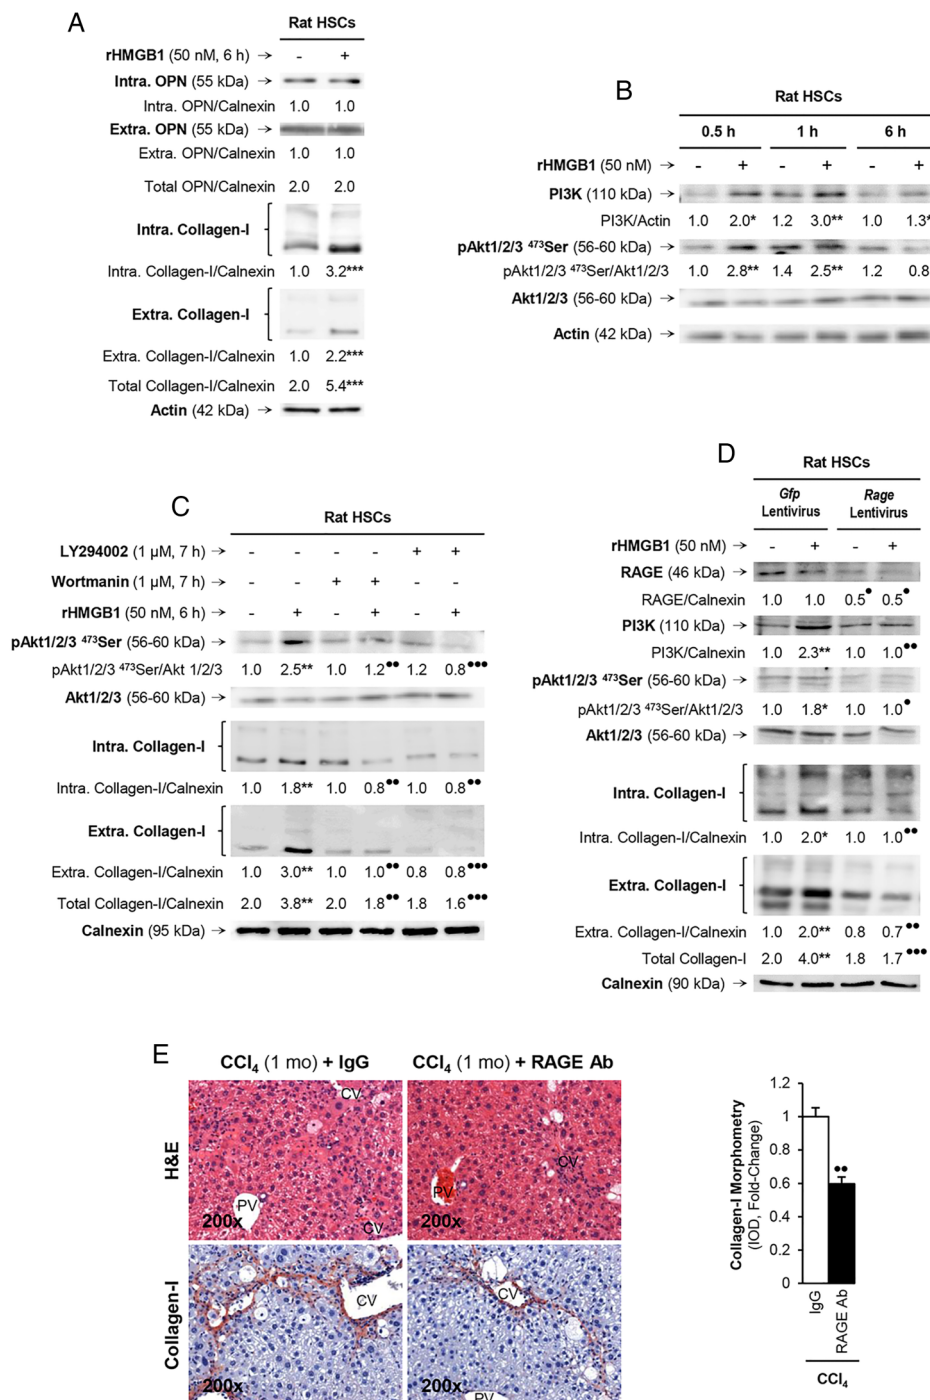 A
Rat HSCs
rHMGB1 (50 nM, 6 h) → - +
Intra. OPN (55 kDa) →
Intra. OPN/Calnexin 1.0 1.0
Extra. OPN (55 kDa) →
Extra. OPN/Calnexin 1.0 1.0
Total OPN/Calnexin 2.0 2.0
Intra. Collagen-I
Intra. Collagen-I/Calnexin 1.0 3.2***
Extra. Collagen-I
Extra. Collagen-I/Calnexin 1.0 2.2***
Total Collagen-I/Calnexin 2.0 5.4***
Actin (42 kDa) →
B
Rat HSCs
0.5 h 1 h 6 h
rHMGB1 (50 nM) → - + - + - +
PI3K (110 kDa) →
PI3K/Actin 1.0 2.0* 1.2 3.0** 1.0 1.3*
pAkt1/2/3 ⁴⁷³Ser (56-60 kDa) →
pAkt1/2/3 ⁴⁷³Ser/Akt1/2/3 1.0 2.8** 1.4 2.5** 1.2 0.8
Akt1/2/3 (56-60 kDa) →
Actin (42 kDa) →
C
Rat HSCs
LY294002 (1 µM, 7 h) → - - - - + +
Wortmanin (1 µM, 7 h) → - - + + - -
rHMGB1 (50 nM, 6 h) → - + - + - +
pAkt1/2/3 ⁴⁷³Ser (56-60 kDa) →
pAkt1/2/3 ⁴⁷³Ser/Akt 1/2/3 1.0 2.5** 1.0 1.2●● 1.2 0.8●●●
Akt1/2/3 (56-60 kDa) →
Intra. Collagen-I
Intra. Collagen-I/Calnexin 1.0 1.8** 1.0 0.8●● 1.0 0.8●●
Extra. Collagen-I
Extra. Collagen-I/Calnexin 1.0 3.0** 1.0 1.0●● 0.8 0.8●●●
Total Collagen-I/Calnexin 2.0 3.8** 2.0 1.8●● 1.8 1.6●●●
Calnexin (95 kDa) →
D
Rat HSCs
Gfp Rage
Lentivirus Lentivirus
rHMGB1 (50 nM) → - + - +
RAGE (46 kDa) →
RAGE/Calnexin 1.0 1.0 0.5● 0.5●
PI3K (110 kDa) →
PI3K/Calnexin 1.0 2.3** 1.0 1.0●●
pAkt1/2/3 ⁴⁷³Ser (56-60 kDa) →
pAkt1/2/3 ⁴⁷³Ser/Akt1/2/3 1.0 1.8* 1.0 1.0●
Akt1/2/3 (56-60 kDa) →
Intra. Collagen-I
Intra. Collagen-I/Calnexin 1.0 2.0* 1.0 1.0●●
Extra. Collagen-I
Extra. Collagen-I/Calnexin 1.0 2.0** 0.8 0.7●●
Total Collagen-I 2.0 4.0** 1.8 1.7●●●
Calnexin (90 kDa) →
E
CCl₄ (1 mo) + IgG CCl₄ (1 mo) + RAGE Ab
H&E
CV
PV
CV
200x
CV
PV
200x
Collagen-I
CV
200x
CV
PV
200x
Collagen-I Morphometry
(IOD, Fold-Change)
1.2
1
0.8
0.6
0.4
0.2
0
●●
IgG
RAGE Ab
CCl₄